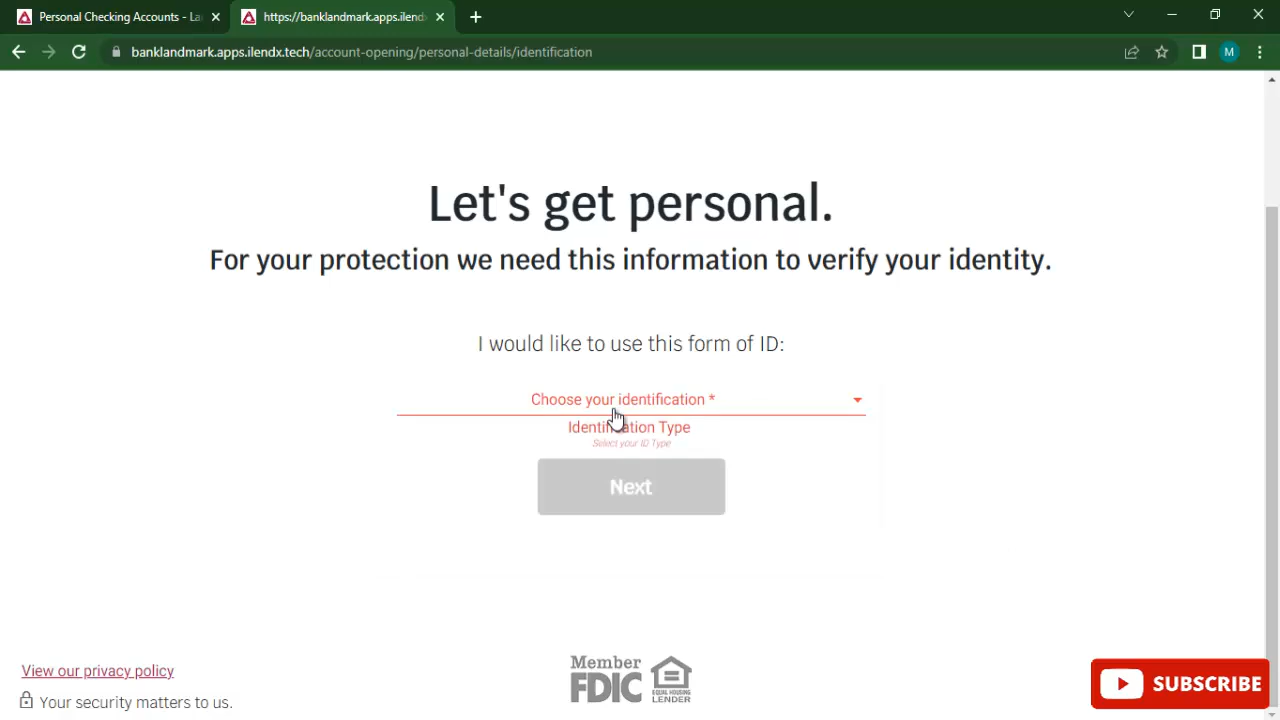 Personal Checking Accounts - La
https://banklandmark.apps.ilend
banklandmark.apps.ilendx.tech/account-opening/personal-details/identification
M
Let's get personal.
For your protection we need this information to verify your identity.
I would like to use this form of ID:
Choose your identification *
Identification Type
Select your ID Type
Next
Member
FDIC
EQUAL HOUSING
LENDER
View our privacy policy
Your security matters to us.
SUBSCRIBE